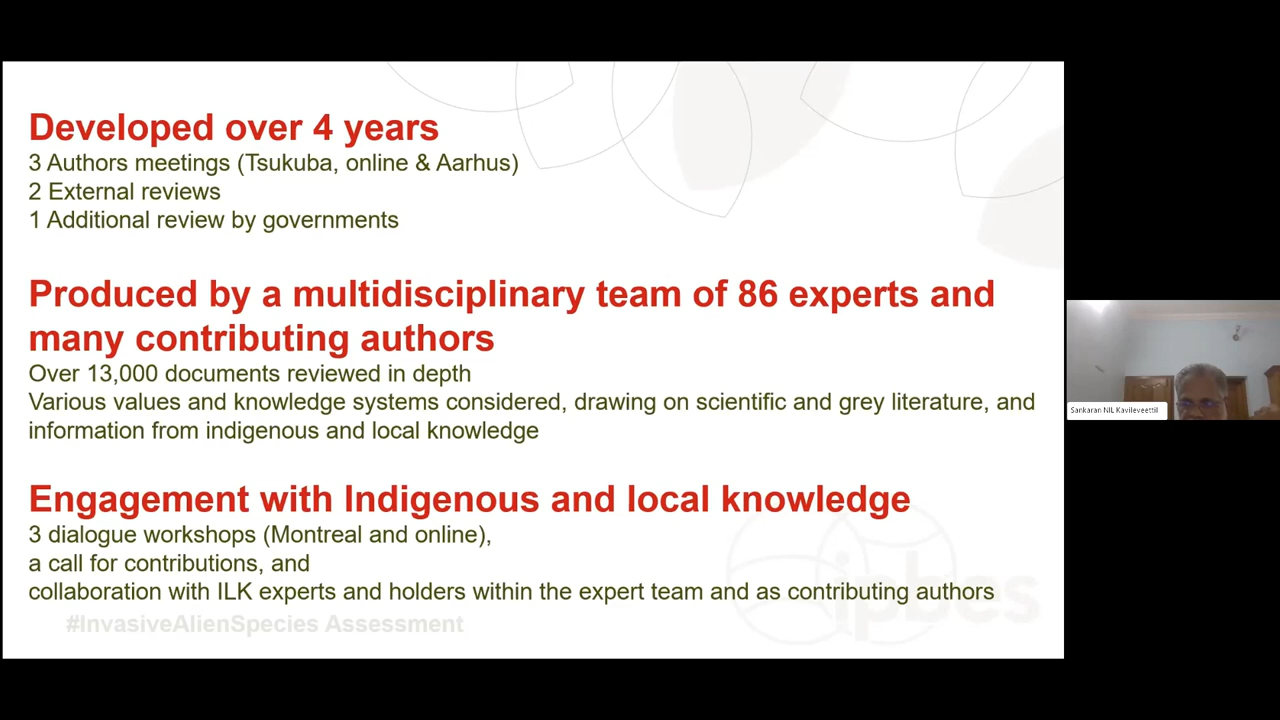 Developed over 4 years
3 Authors meetings (Tsukuba, online & Aarhus)
2 External reviews
1 Additional review by governments
Produced by a multidisciplinary team of 86 experts and
many contributing authors
Over 13,000 documents reviewed in depth
Various values and knowledge systems considered, drawing on scientific and grey literature, and
information from indigenous and local knowledge
Engagement with Indigenous and local knowledge
3 dialogue workshops (Montreal and online),
a call for contributions, and
collaboration with ILK experts and holders within the expert team and as contributing authors
#InvasiveAlienSpecies Assessment
ipbes
Sankaran NIL Kavileveettil